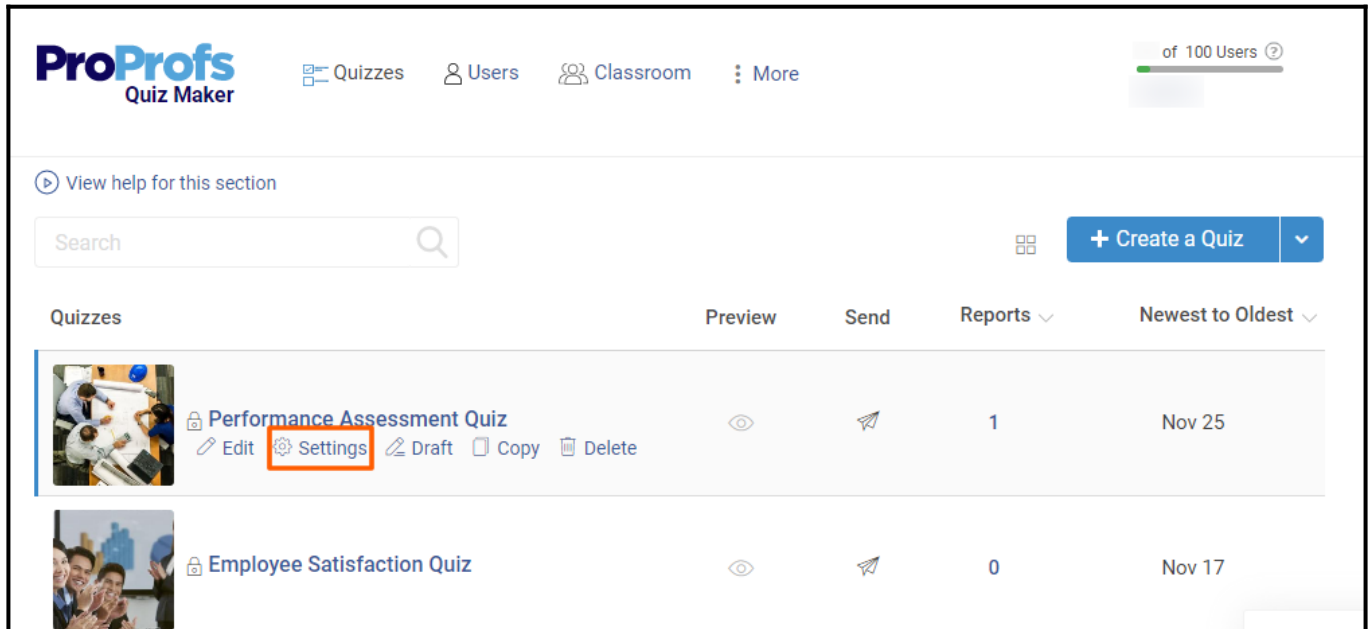 ProProfs
Quiz Maker
Quizzes Users Classroom More
of 100 Users ?
View help for this section
Search
+ Create a Quiz
Quizzes Preview Send Reports Newest to Oldest
Performance Assessment Quiz 1 Nov 25
Edit Settings Draft Copy Delete
Employee Satisfaction Quiz 0 Nov 17